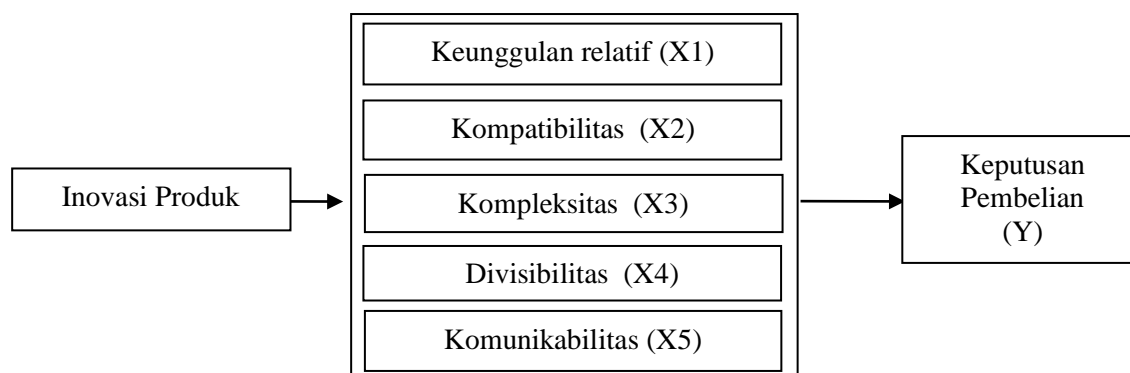 Inovasi Produk
Keunggulan relatif (X1)
Kompatibilitas (X2)
Kompleksitas (X3)
Divisibilitas (X4)
Komunikabilitas (X5)
Keputusan
Pembelian
(Y)